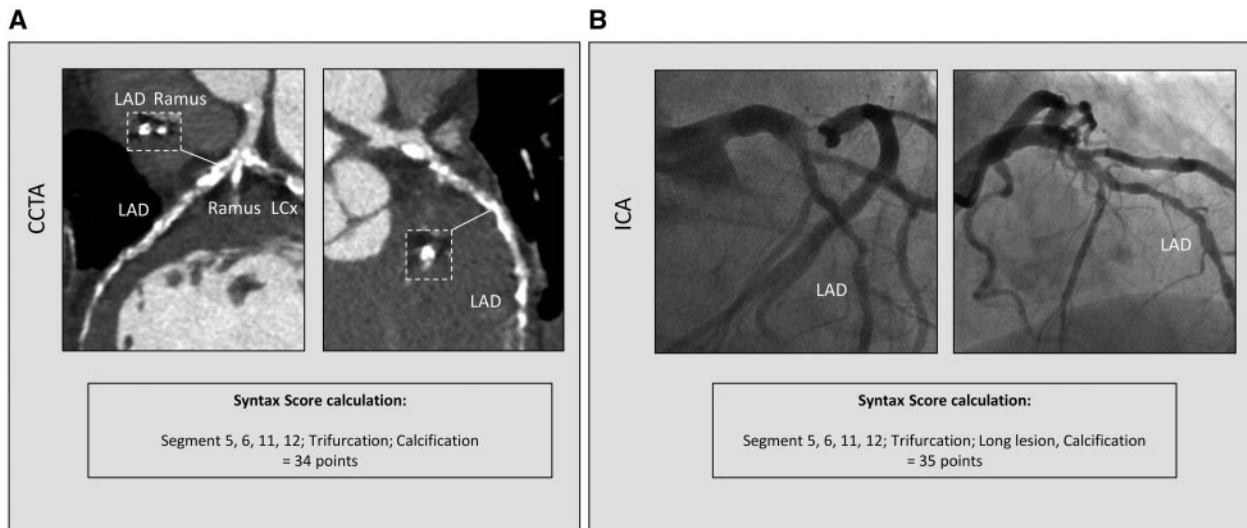 A
B
CCTA
LAD Ramus
LAD
Ramus LCx
LAD
ICA
LAD
LAD
Syntax Score calculation:
Segment 5, 6, 11, 12; Trifurcation; Calcification
= 34 points
Syntax Score calculation:
Segment 5, 6, 11, 12; Trifurcation; Long lesion, Calcification
= 35 points